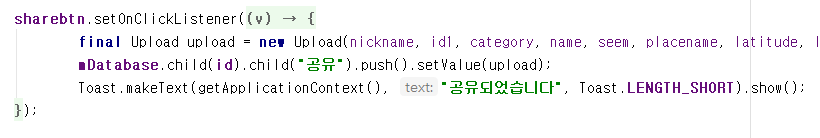 sharebtn.setOnClickListener((v) → {
final Upload upload = new Upload(nickname, id1, category, name, seem, placename, latitude, l
mDatabase.child(id).child("공유").push().setValue(upload);
Toast.makeText(getApplicationContext(), text: "공유되었습니다", Toast.LENGTH_SHORT).show();
});